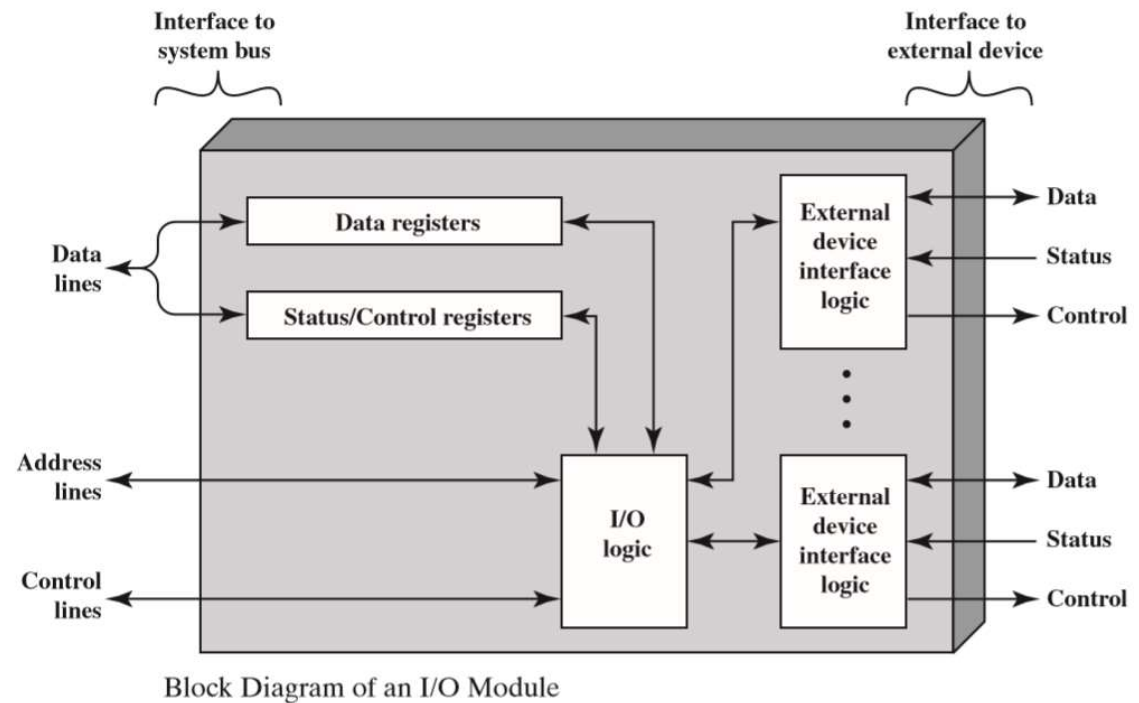 Interface to
system bus
Interface to
external device
Data registers
Status/Control registers
Data
lines
Address
lines
Control
lines
I/O
logic
External
device
interface
logic
Data
Status
Control
External
device
interface
logic
Data
Status
Control
Block Diagram of an I/O Module